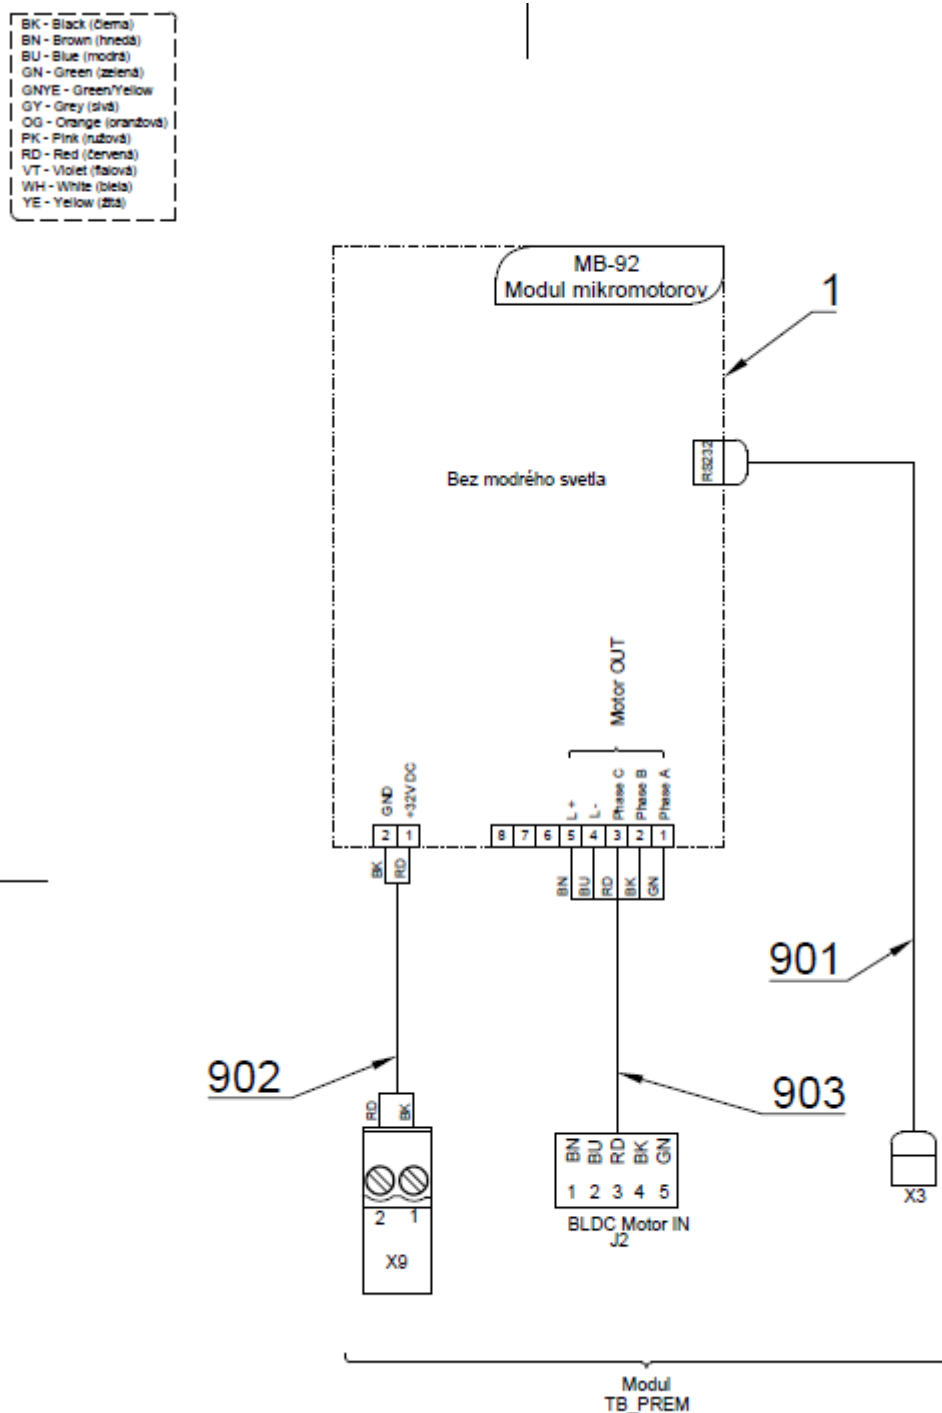 BK - Black (čierna)
BN - Brown (hnedá)
BU - Blue (modrá)
GN - Green (zelená)
GNYE - Green/Yellow
GY - Grey (sivá)
OG - Orange (oranžová)
PK - Pink (ružová)
RD - Red (červená)
VT - Violet (fialová)
WH - White (biela)
YE - Yellow (žltá)
MB-92
Modul mikromotorov
1
RS232
Bez modrého svetla
Motor OUT
GND
+32V DC
L +
L -
Phase C
Phase B
Phase A
2 1
8 7 6 5 4 3 2 1
BK RD
BN BU RD BK GN
901
902
903
RD BK
BN BU RD BK GN
1 2 3 4 5
BLDC Motor IN
J2
X3
2 1
X9
Modul
TB_PREM